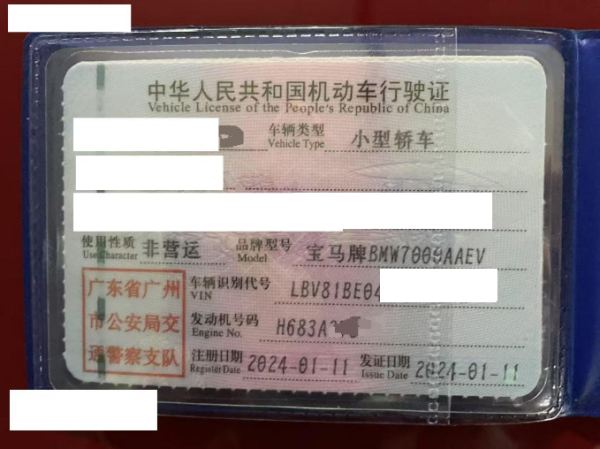 中华人民共和国机动车行驶证
Vehicle License of the People's Republic of China
车辆类型 小型轿车
Vehicle Type
使用性质 非营运 品牌型号 宝马牌BMW7009AAEV
Use Character Model
广东省广州市公安局交通警察支队
车辆识别代号 LBV81BE04
VIN
发动机号码 H683A
Engine No.
注册日期 2024-01-11 发证日期 2024-01-11
Register Date Issue Date